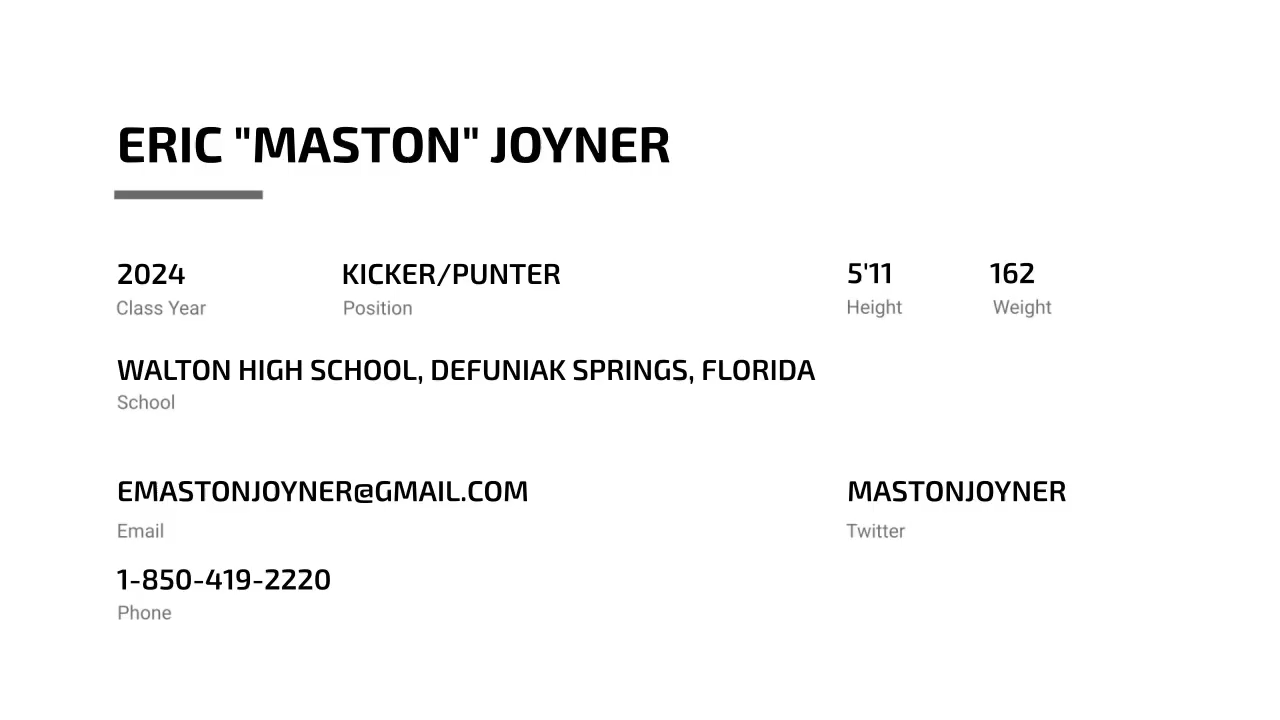 ERIC "MASTON" JOYNER
2024 KICKER/PUNTER 5'11 162
Class Year Position Height Weight
WALTON HIGH SCHOOL, DEFUNIAK SPRINGS, FLORIDA
School
EMASTONJOYNER@GMAIL.COM MASTONJOYNER
Email Twitter
1-850-419-2220
Phone